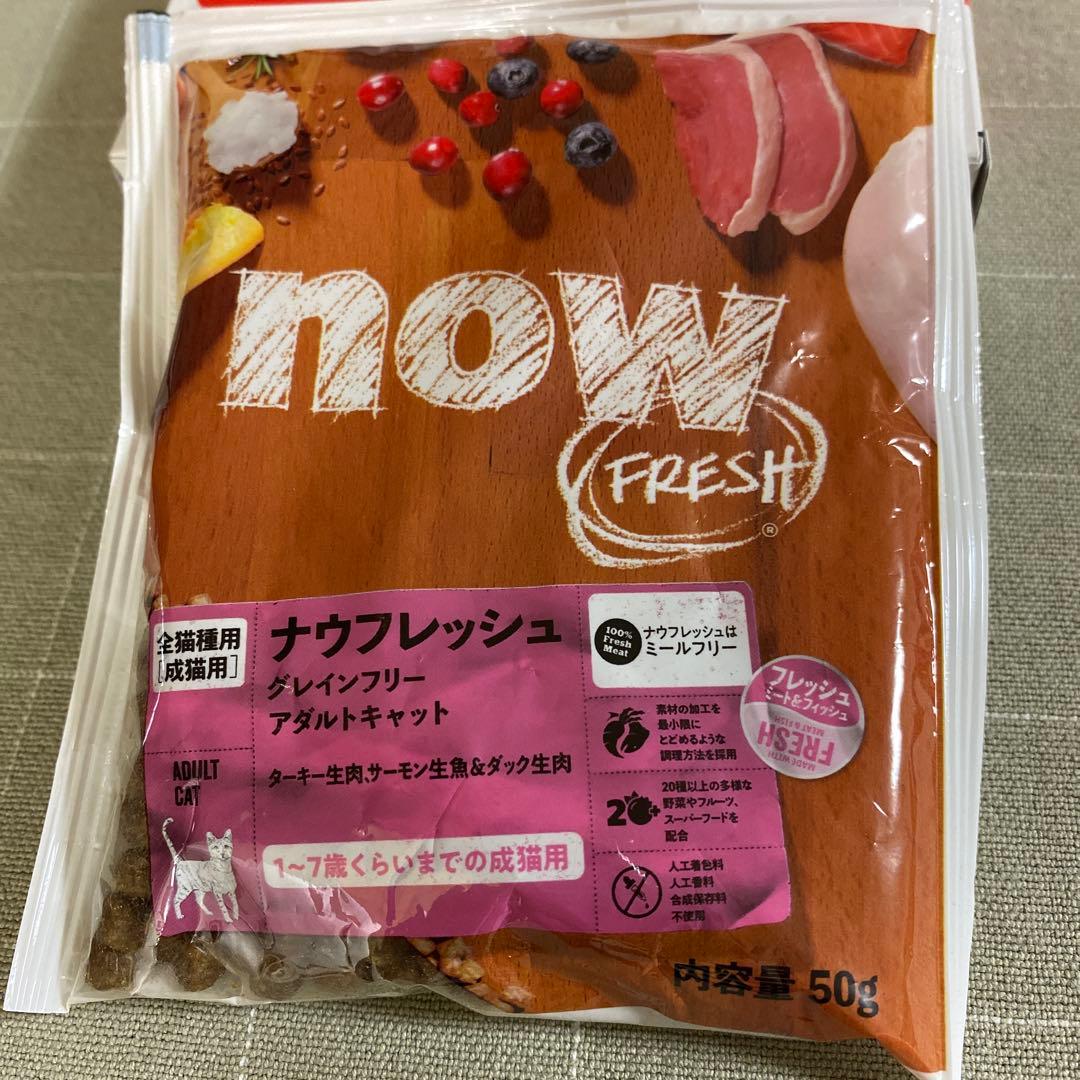 now
FRESH
®
全猫種用
[成猫用]
ナウフレッシュ
グレインフリー
アダルトキャット
ターキー生肉,サーモン生魚&ダック生肉
1~7歳くらいまでの成猫用
ADULT
CAT
100%
Fresh
Meat
ナウフレッシュは
ミールフリー
素材の加工を
最小限に
とどめるような
調理方法を採用
20+
20種以上の多様な
野菜やフルーツ、
スーパーフードを
配合
人工着色料
人工香料
合成保存料
不使用
フレッシュ
ミート&フィッシュ
MADE WITH
FRESH
MEAT & FISH
内容量 50g